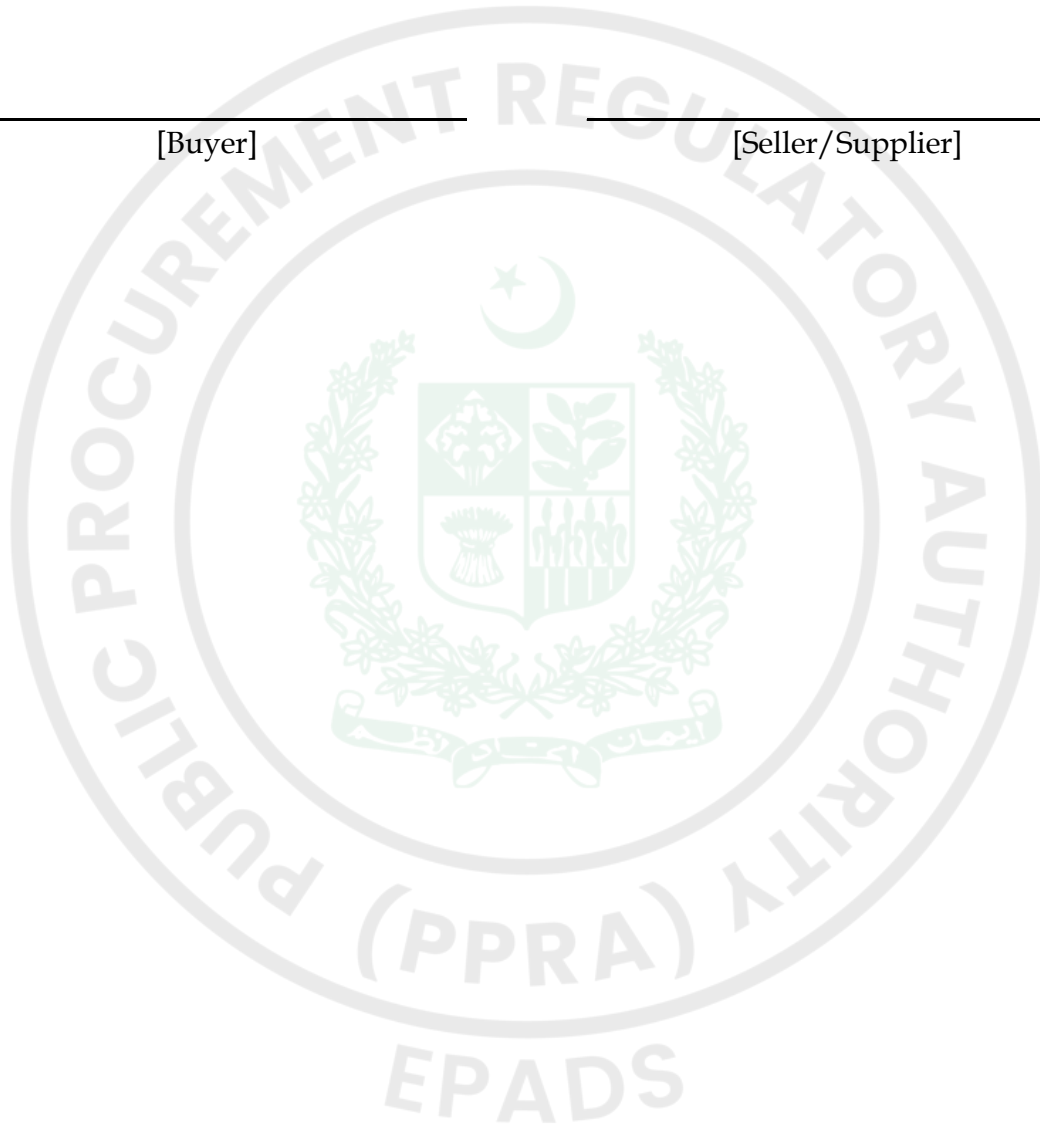 [Buyer] [Seller/Supplier]
PUBLIC PROCUREMENT REGULATORY AUTHORITY
(PPRA)
EPADS